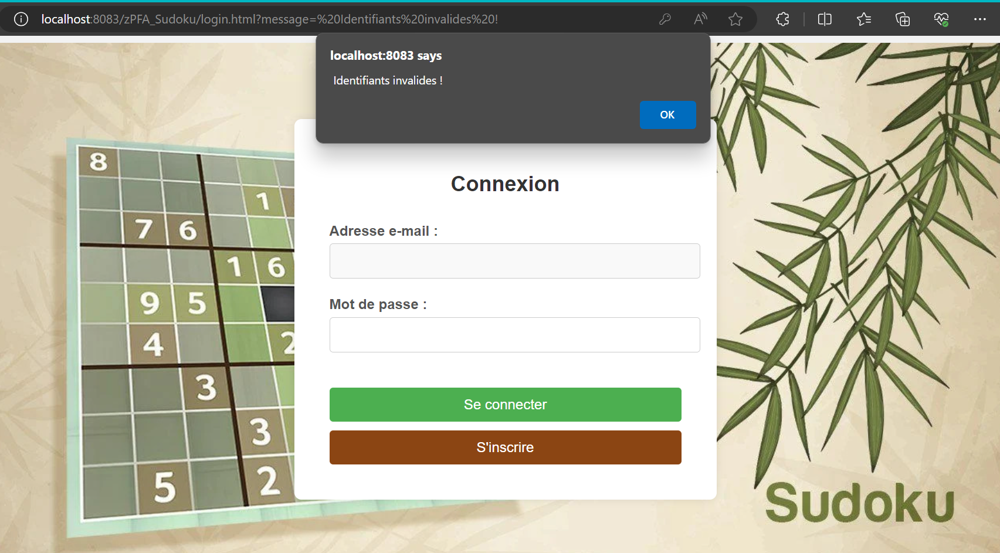 localhost:8083/zPFA_Sudoku/login.html?message=%20Identifiants%20invalides%20!
localhost:8083 says
Identifiants invalides !
OK
Connexion
Adresse e-mail :
Mot de passe :
Se connecter
S'inscrire
8
1
7 6
1 6
9 5
4 2
3
3
5 2
Sudoku